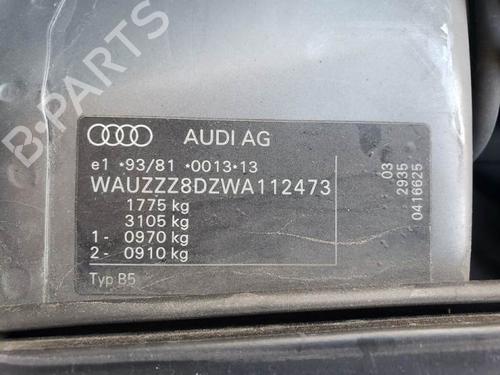 B-PARTS
AUDI AG
e1 *93/81 *0013*13
WAUZZZ8DZWA112473
1775 kg
3105 kg
1- 0970 kg
2- 0910 kg
Typ B5
03
2935
0416625